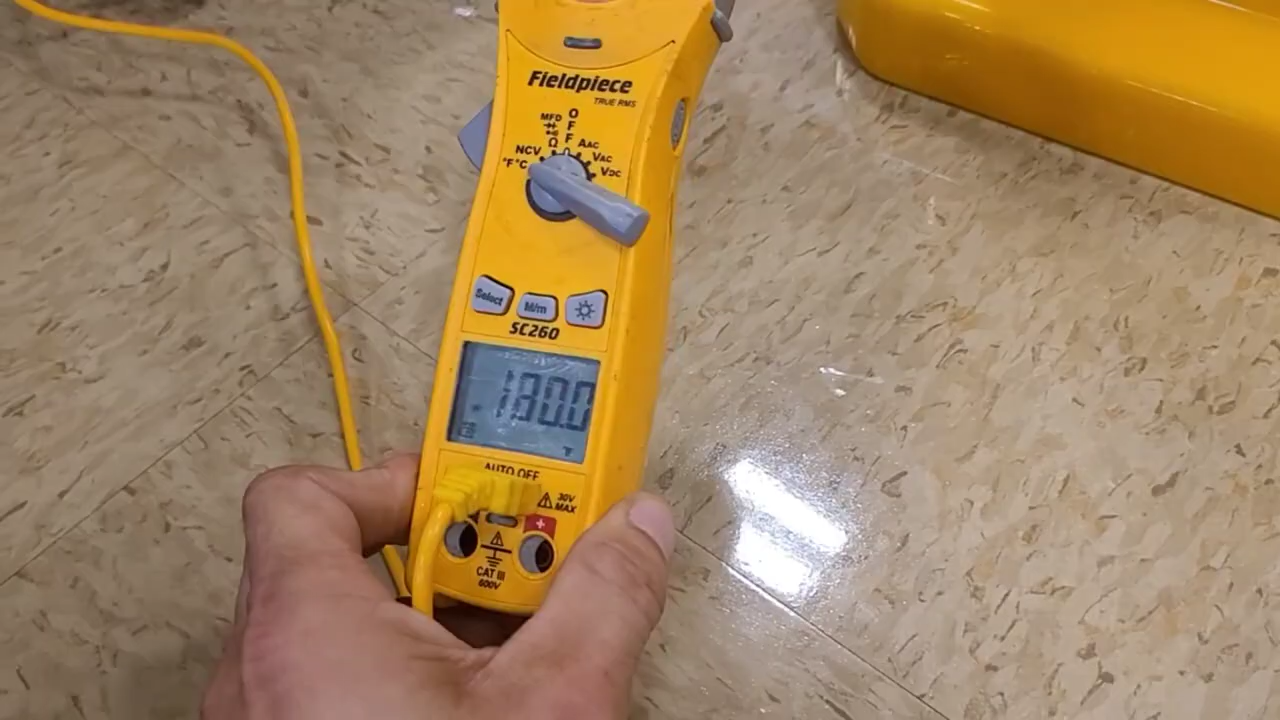 Fieldpiece
TRUE RMS
O
F
F
MFD
Ω
AAC
NCV
VAC
°F°C
VDC
Select
M/m
SC260
180.0
°F
AUTO OFF
30V
MAX
+
CAT III
600V